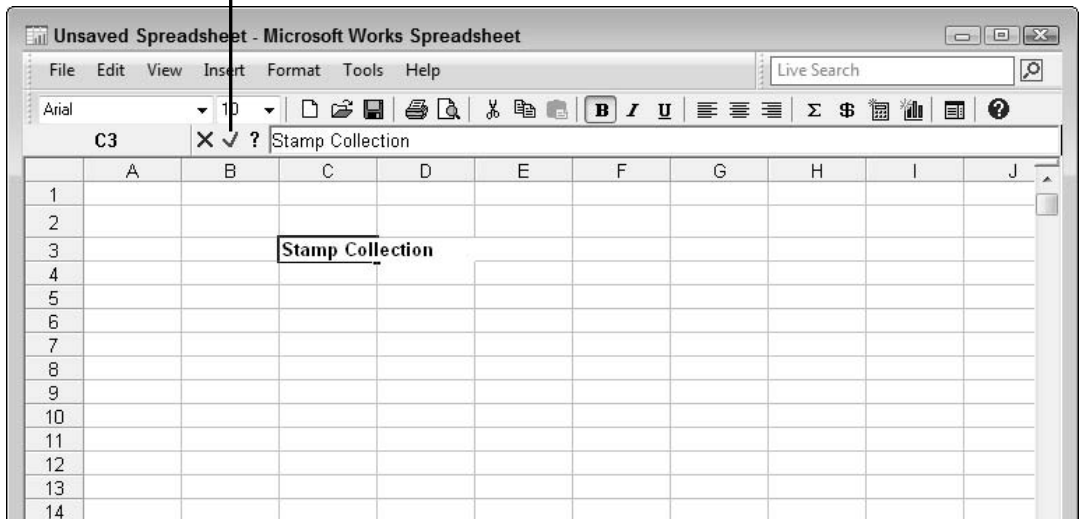 Unsaved Spreadsheet - Microsoft Works Spreadsheet
File Edit View Insert Format Tools Help Live Search
Arial 10 B I U Σ $ ?
C3 X ✓ ? Stamp Collection
A B C D E F G H I J
1
2
3 Stamp Collection
4
5
6
7
8
9
10
11
12
13
14